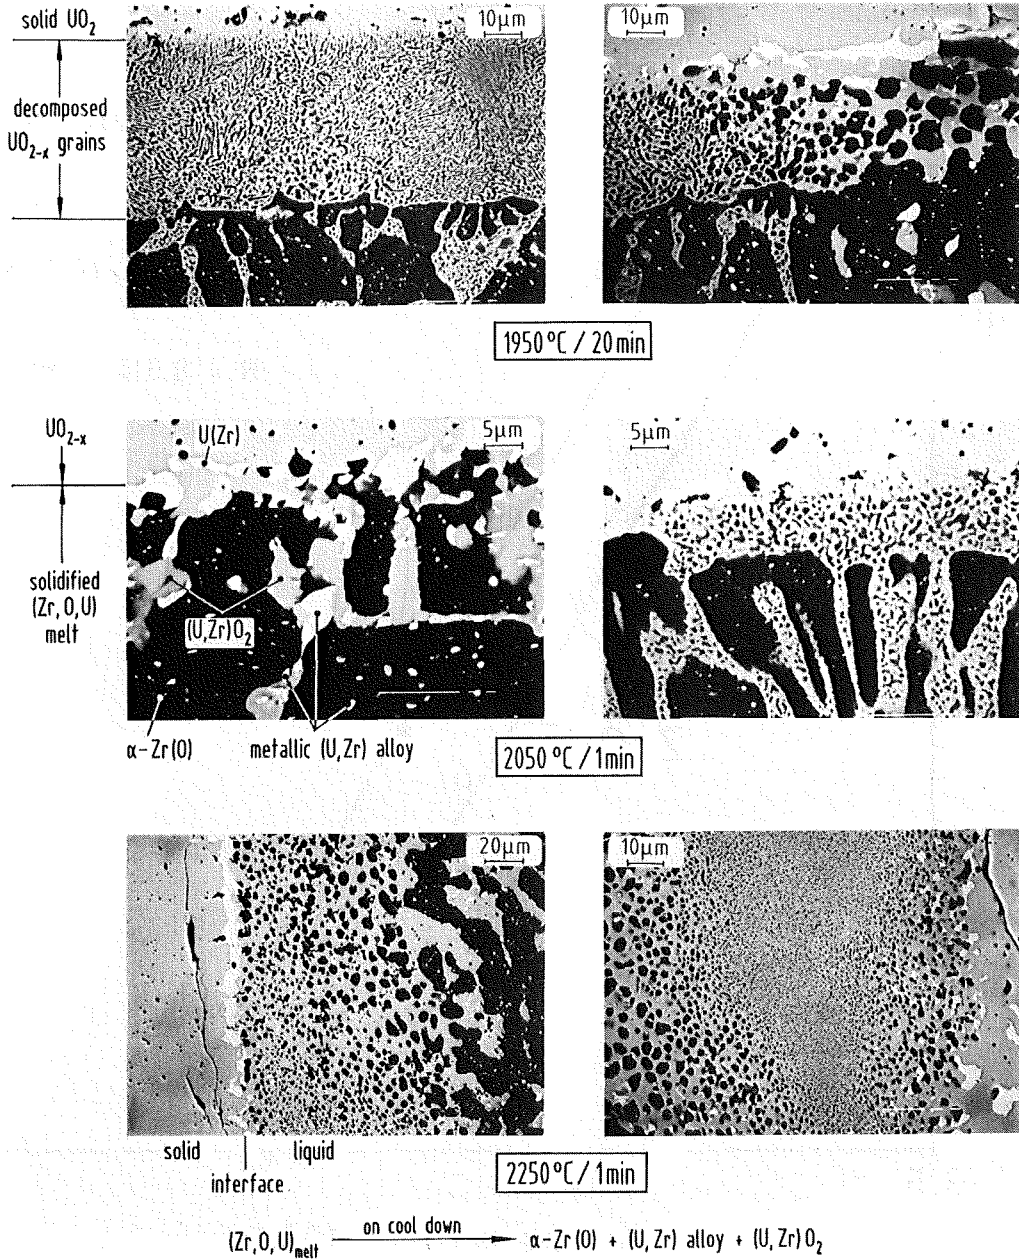 solid UO₂
10μm
10μm
decomposed
UO₂₋ₓ grains
1950°C / 20min
UO₂₋ₓ
U(Zr)
5μm
5μm
solidified
(Zr, O, U)
melt
(U,Zr)O₂
α-Zr(O)
metallic (U,Zr) alloy
2050°C / 1min
20μm
10μm
solid
liquid
interface
2250°C / 1min
(Zr, O, U)melt on cool down α-Zr(O) + (U, Zr) alloy + (U, Zr)O₂